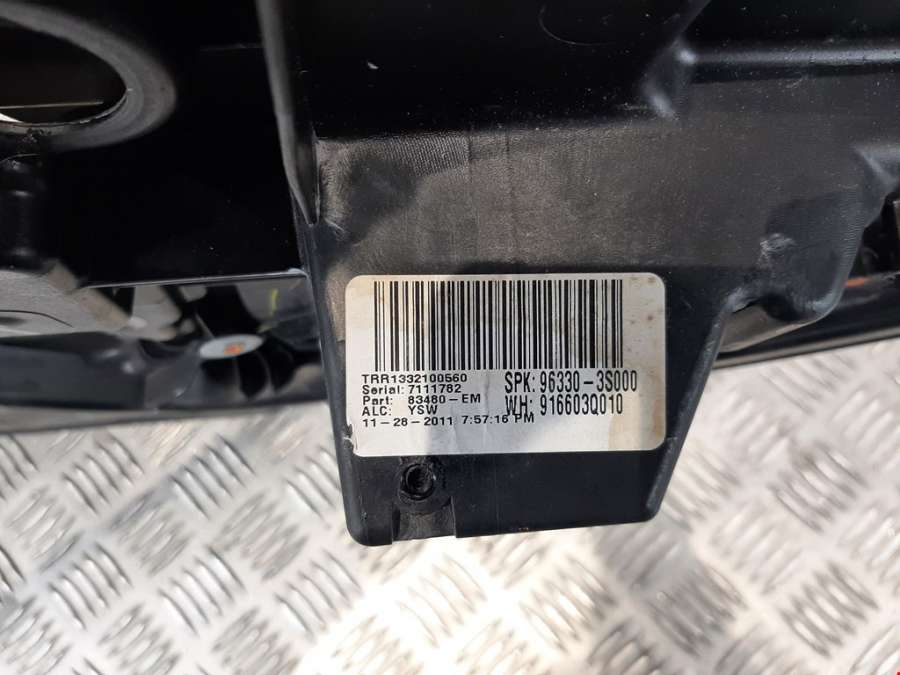 TRR1332100560
Serial: 7111782
Part: 83480-EM
ALC: YSW
11-28-2011 7:57:16 PM
SPK: 96330-3S000
WH: 916603Q010